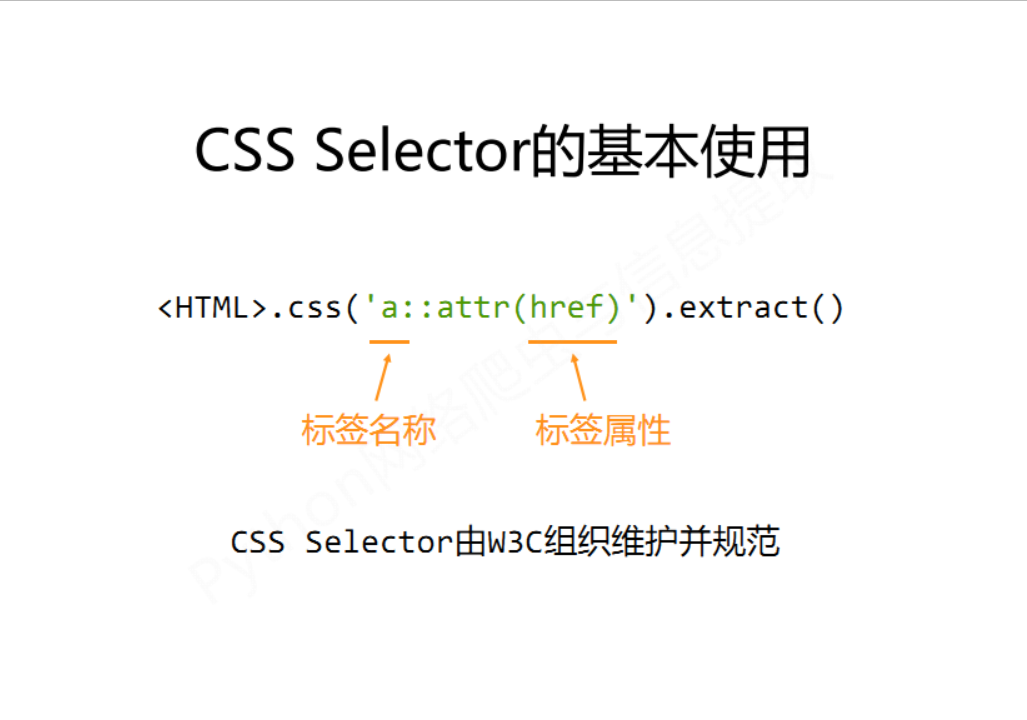 CSS Selector的基本使用
<HTML>.css('a::attr(href)').extract()
标签名称 标签属性
CSS Selector由W3C组织维护并规范
Python网络爬虫与信息提取